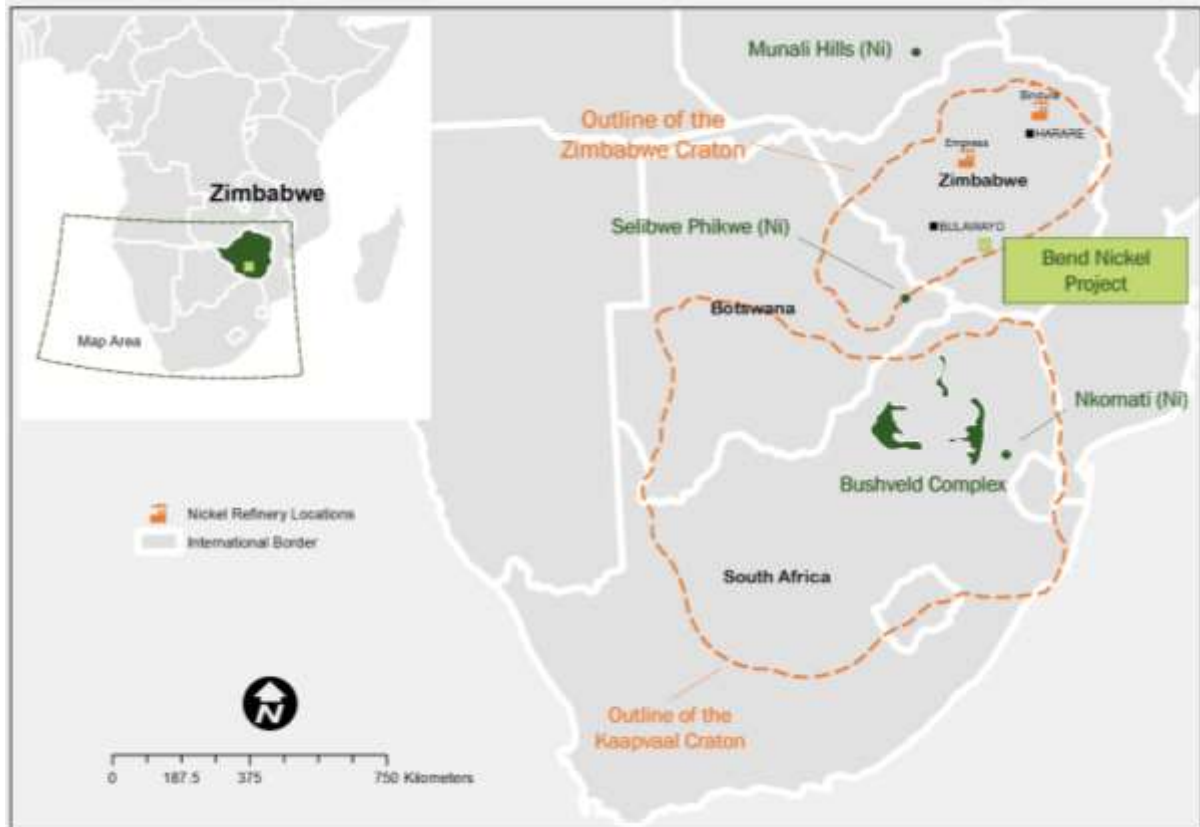 Munali Hills (Ni)
Outline of the
Zimbabwe Craton
Bindura
HARARE
Empress
Zimbabwe
Zimbabwe
Selibwe Phikwe (Ni)
BULAWAYO
Bend Nickel
Project
Botswana
Map Area
Nkomati (Ni)
Bushveld Complex
Nickel Refinery Locations
International Border
South Africa
Outline of the
Kaapvaal Craton
N
0 187.5 375 750 Kilometers